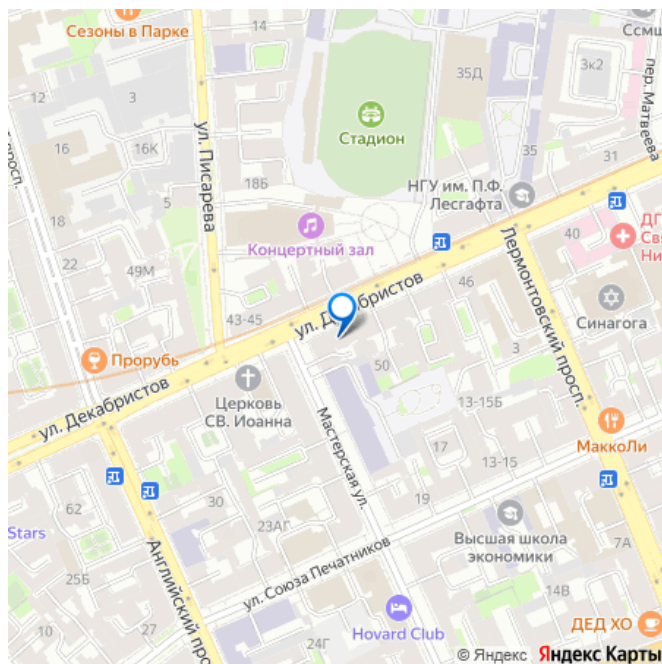 Сезоны в Парке
14
Ссмш
12
3
35Д
3к2
пер. Матвеева
Стадион
просп.
16
16К
ул. Писарева
5
18Б
35
31
НГУ им. П.Ф.
Лесгафта
18
Концертный зал
40
ДГ
Св
Ни
22
49М
Лермонтовский просп.
43-45
ул. Декабристов
46
Синагога
Прорубь
3
50
ул. Декабристов
Церковь
СВ. Иоанна
13-15Б
МаккоЛи
Мастерская ул.
17
13-15
30
19
62
Stars
23АГ
Высшая школа
экономики
7А
Английский про
ул. Союза Печатников
25Б
14В
10
27
24Г
Hovard Club
ДЕД ХО
© Яндекс Яндекс Карты